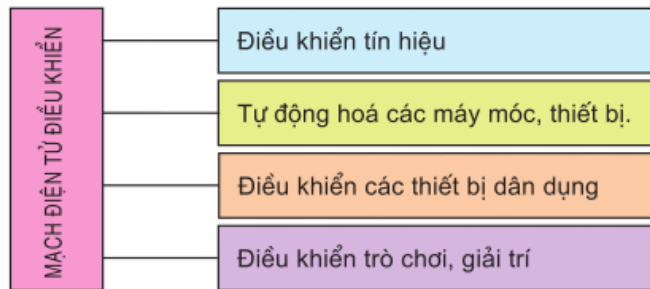 MẠCH ĐIỆN TỬ ĐIỀU KHIỂN
Điều khiển tín hiệu
Tự động hoá các máy móc, thiết bị.
Điều khiển các thiết bị dân dụng
Điều khiển trò chơi, giải trí